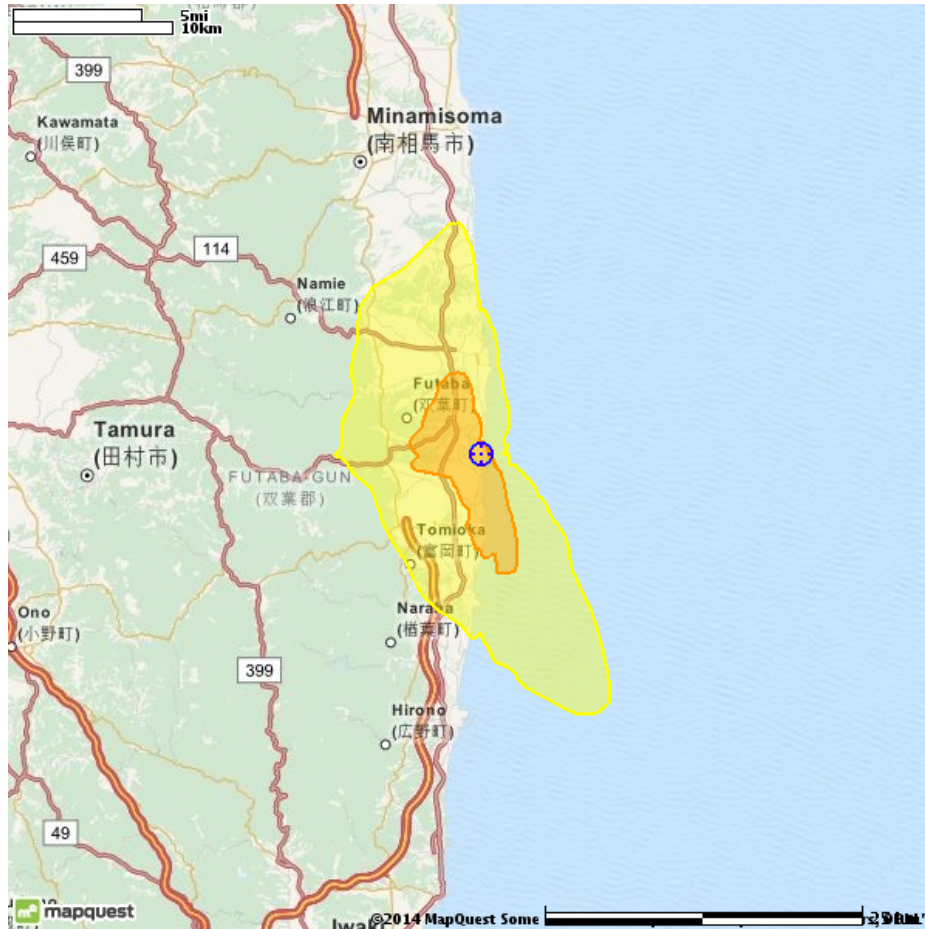 5mi
10km
399
Kawamata
(川俣町)
Minamisoma
(南相馬市)
114
459
Namie
(浪江町)
Futaba
(双葉町)
Tamura
(田村市)
FUTABA-GUN
(双葉郡)
Tomioka
(富岡町)
Ono
(小野町)
Naraha
(楢葉町)
399
Hirono
(広野町)
49
mapquest
Iwaki
©2014 MapQuest Some